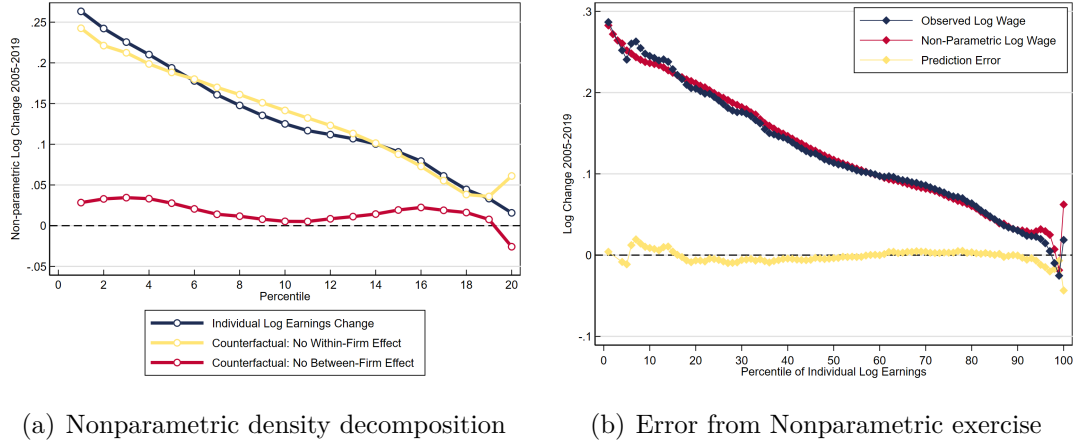 Non-parametric Log Change 2005-2019
.25
.2
.15
.1
.05
0
-.05
0 2 4 6 8 10 12 14 16 18 20
Percentile
Individual Log Earnings Change
Counterfactual: No Within-Firm Effect
Counterfactual: No Between-Firm Effect
(a) Nonparametric density decomposition
Log Change 2005-2019
.3
.2
.1
0
-.1
Observed Log Wage
Non-Parametric Log Wage
Prediction Error
0 10 20 30 40 50 60 70 80 90 100
Percentile of Individual Log Earnings
(b) Error from Nonparametric exercise